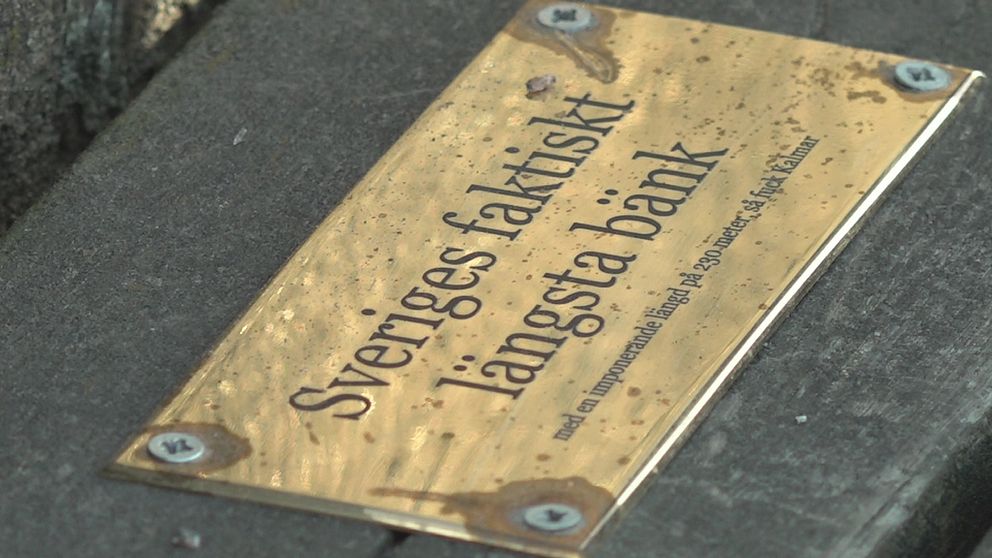 Sveriges faktiskt
längsta bänk
med en imponerande längd på 230 meter, så fuck Kalmar